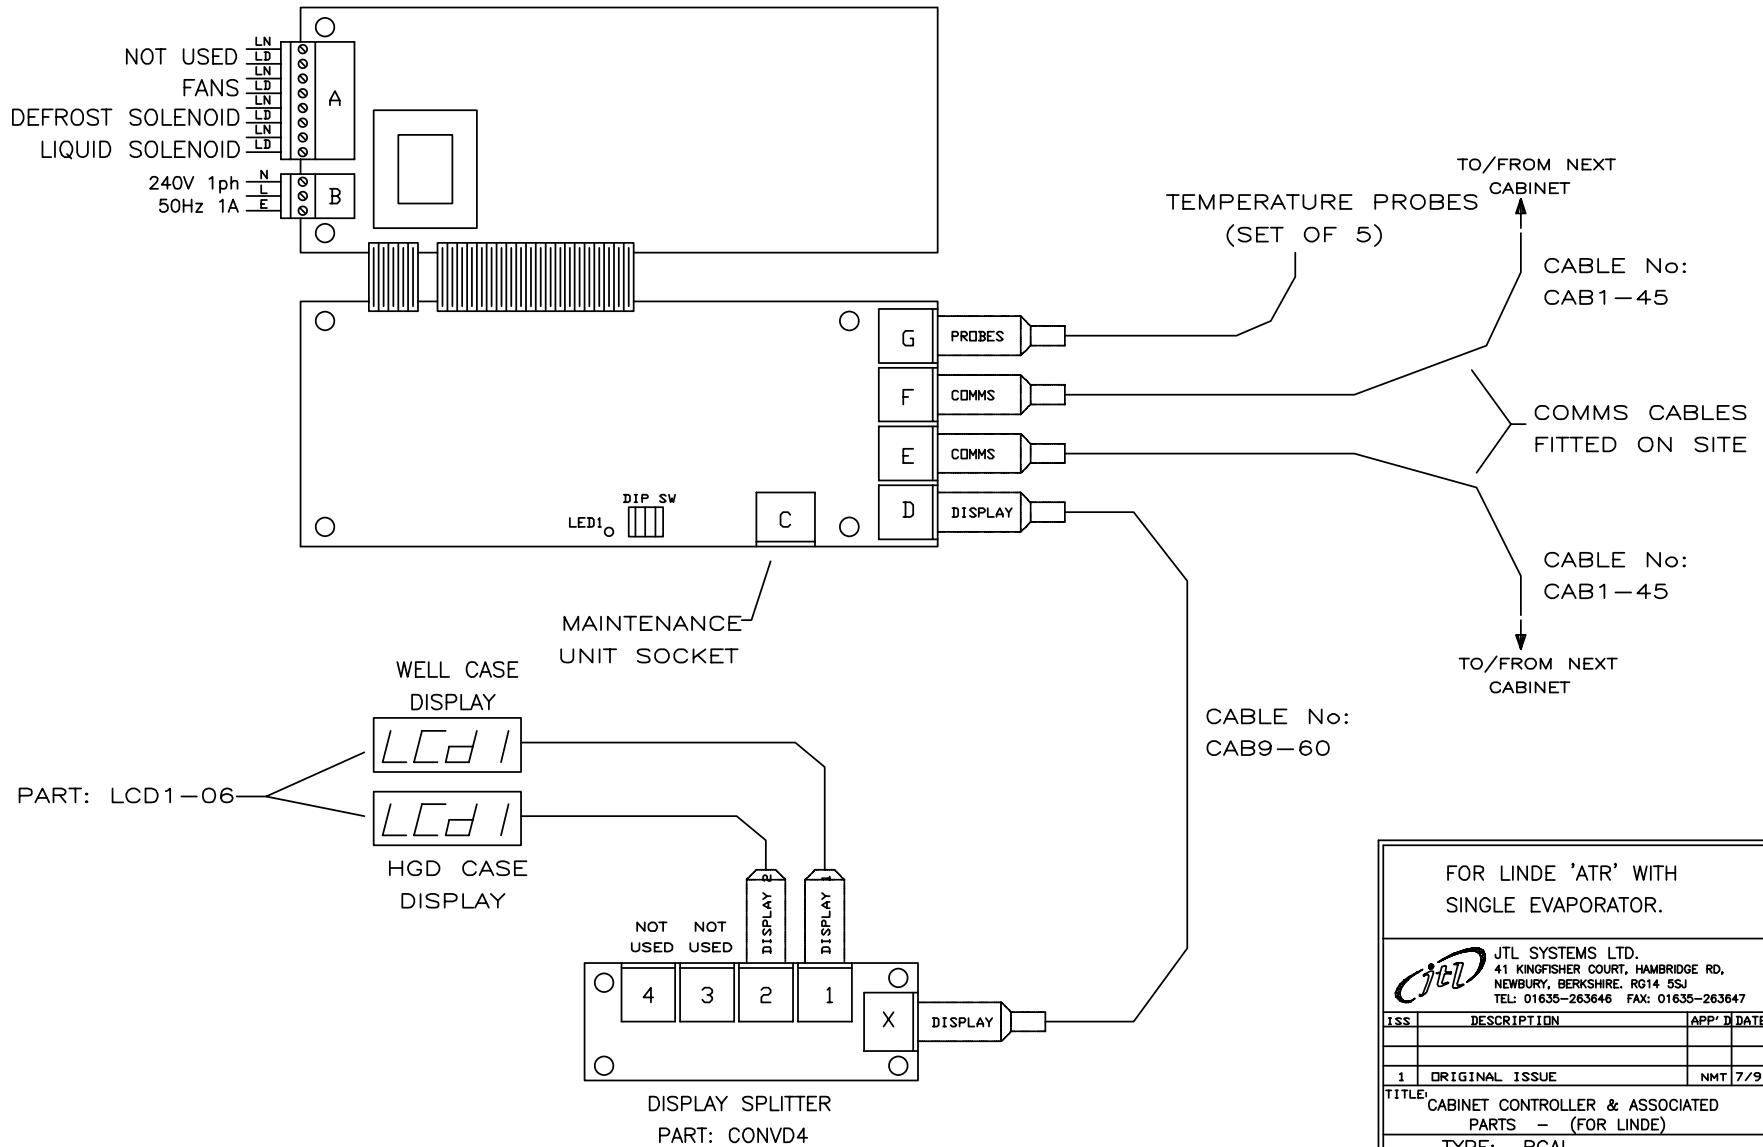 NOT USED
FANS
DEFROST SOLENOID
LIQUID SOLENOID
LN
LD
LN
LD
LN
LD
LN
LD
A
240V 1ph
50Hz 1A
N
L
E
B
TEMPERATURE PROBES
(SET OF 5)
TO/FROM NEXT
CABINET
CABLE No:
CAB1-45
G
PROBES
F
COMMS
E
COMMS
D
DISPLAY
COMMS CABLES
FITTED ON SITE
DIP SW
LED1
C
MAINTENANCE
UNIT SOCKET
CABLE No:
CAB1-45
TO/FROM NEXT
CABINET
WELL CASE
DISPLAY
LCd 1
PART: LCD1-06
LCd 1
HGD CASE
DISPLAY
CABLE No:
CAB9-60
NOT
USED
NOT
USED
DISPLAY 2
DISPLAY 1
4
3
2
1
X
DISPLAY
DISPLAY SPLITTER
PART: CONVD4
FOR LINDE 'ATR' WITH
SINGLE EVAPORATOR.
jtl
JTL SYSTEMS LTD.
41 KINGFISHER COURT, HAMBRIDGE RD,
NEWBURY, BERKSHIRE. RG14 5SJ
TEL: 01635-263646 FAX: 01635-263647
ISS DESCRIPTION APP'D DATE
1 ORIGINAL ISSUE NMT 7/9
TITLE:
CABINET CONTROLLER & ASSOCIATED
PARTS - (FOR LINDE)